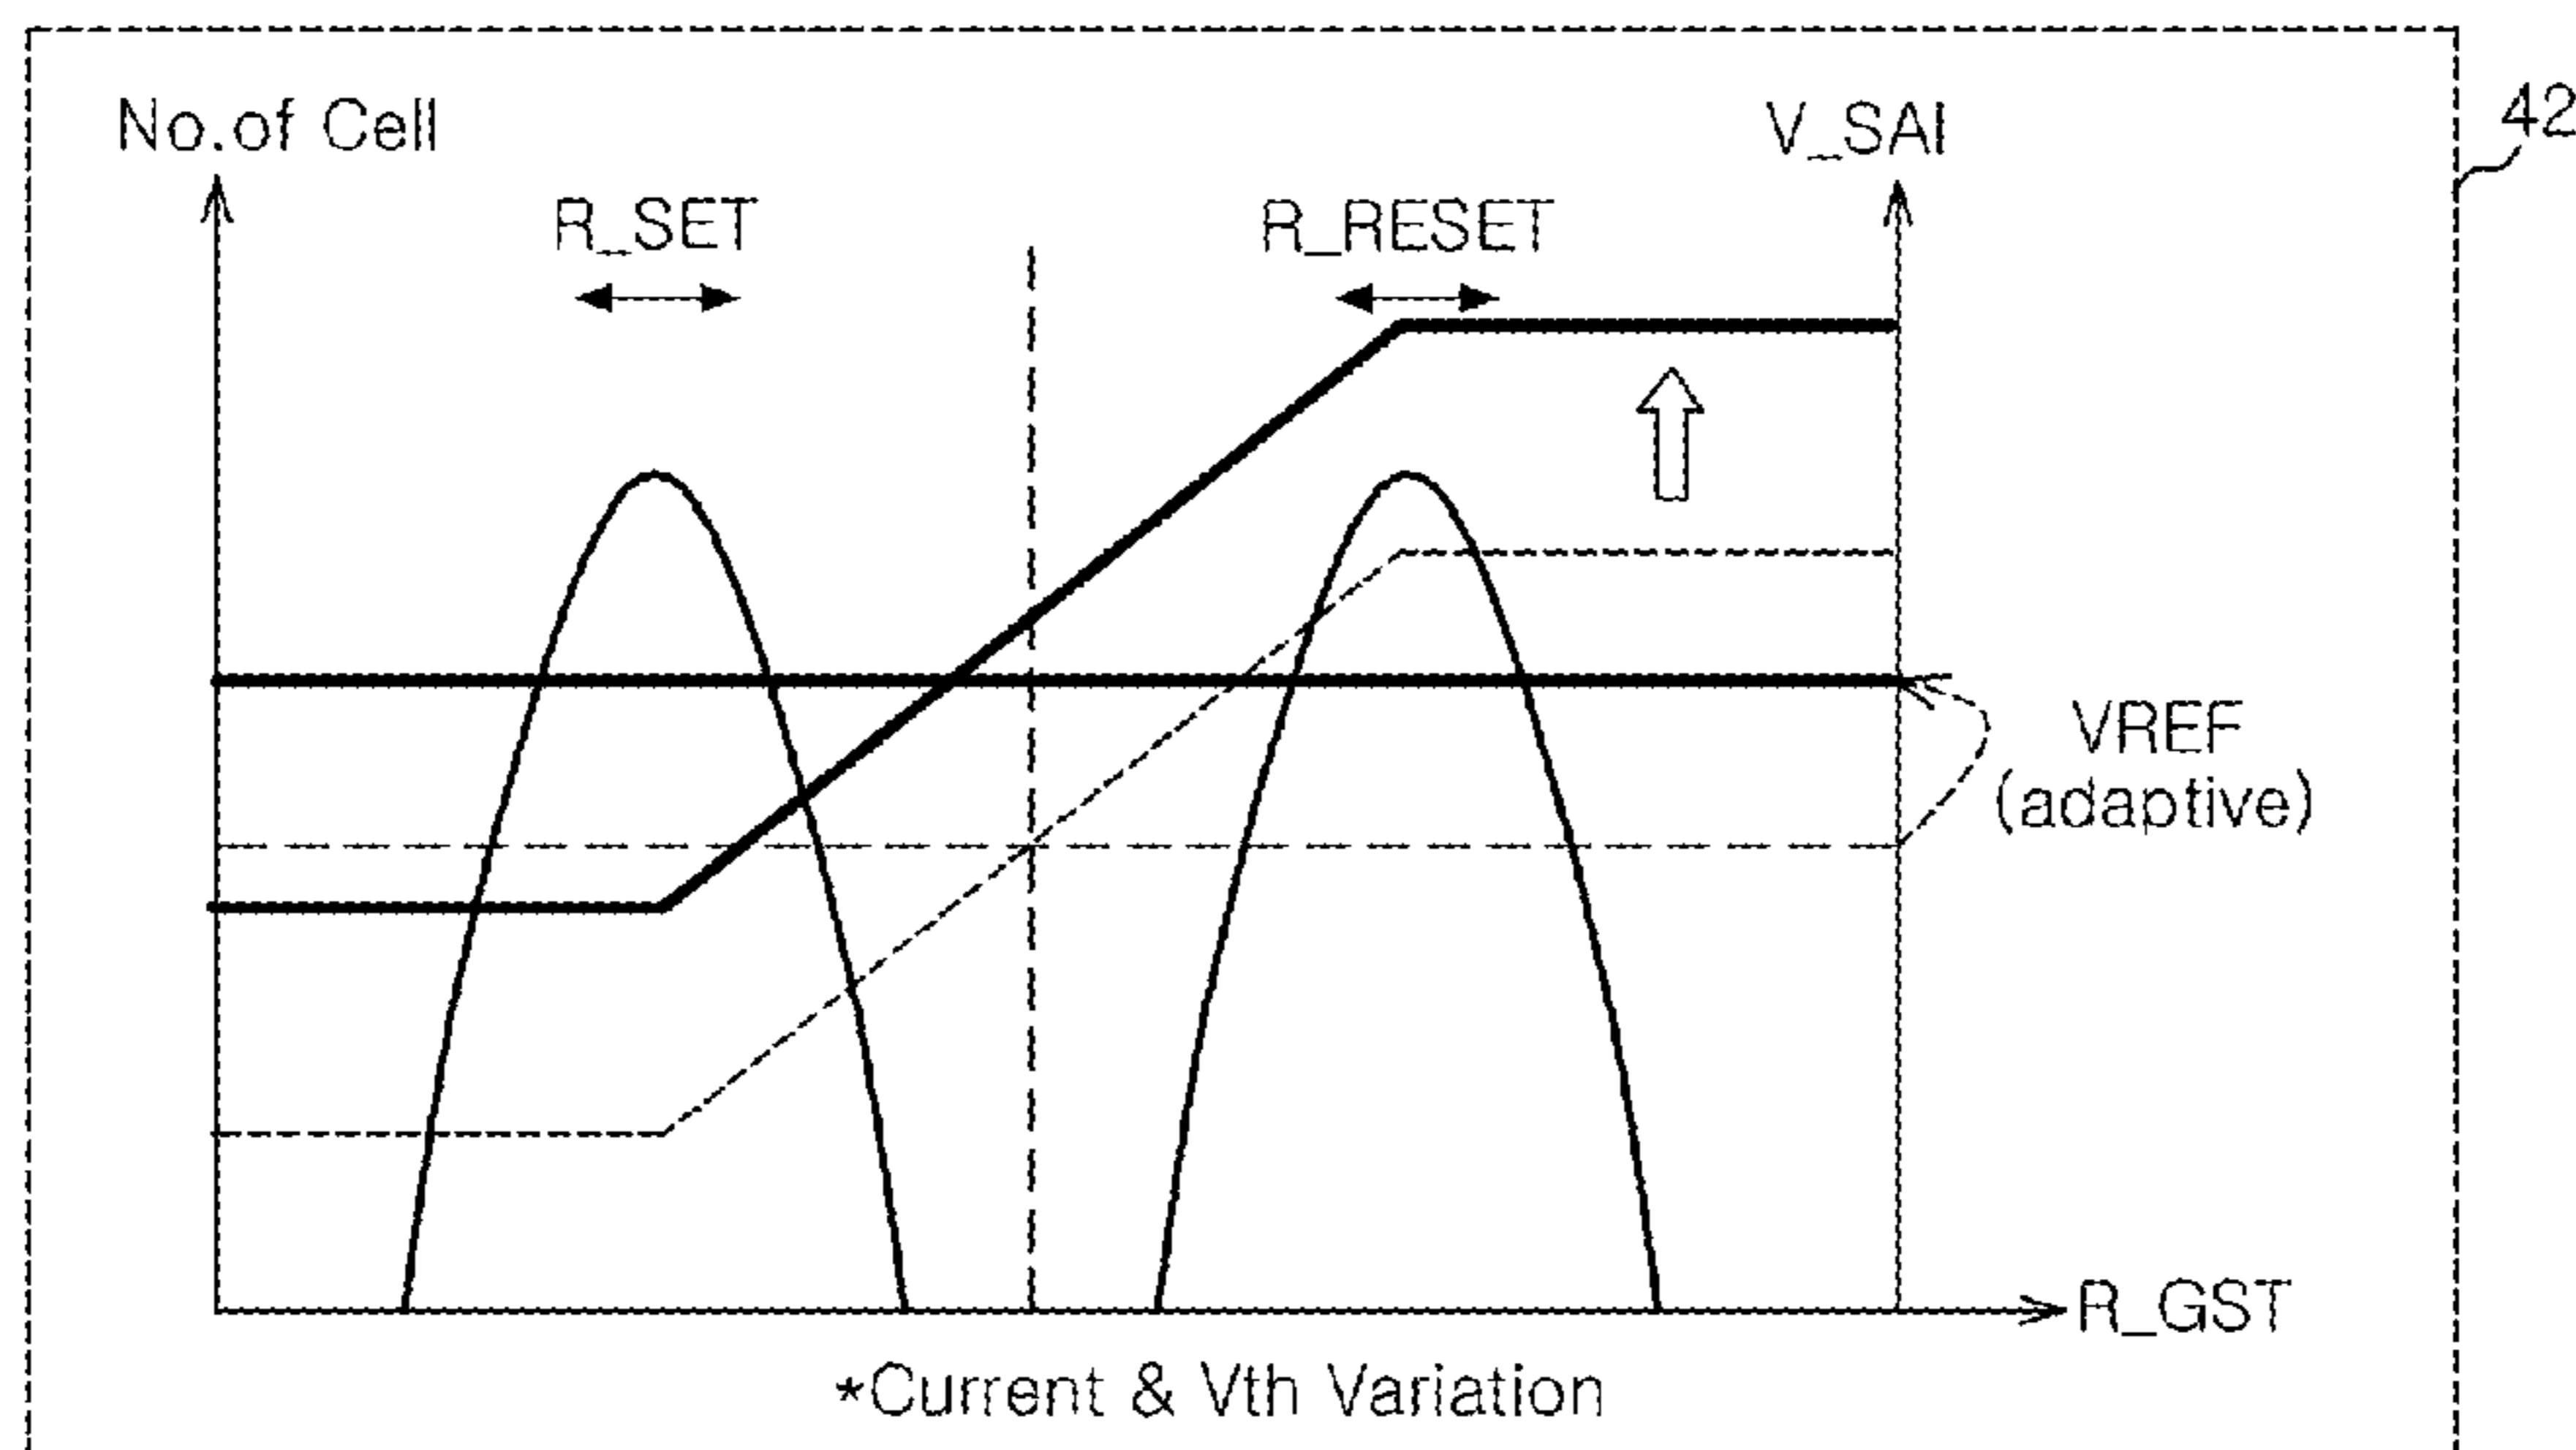 No.of Cell
V_SAI
42
R_SET
R_RESET
VREF
(adaptive)
R_GST
*Current & Vth Variation